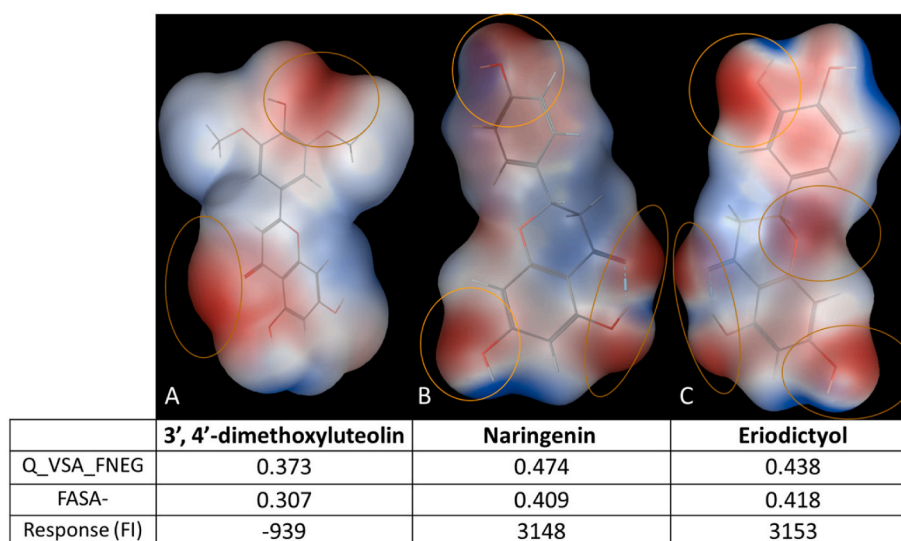 A B C
3’, 4’-dimethoxyluteolin Naringenin Eriodictyol
Q_VSA_FNEG 0.373 0.474 0.438
FASA- 0.307 0.409 0.418
Response (FI) -939 3148 3153